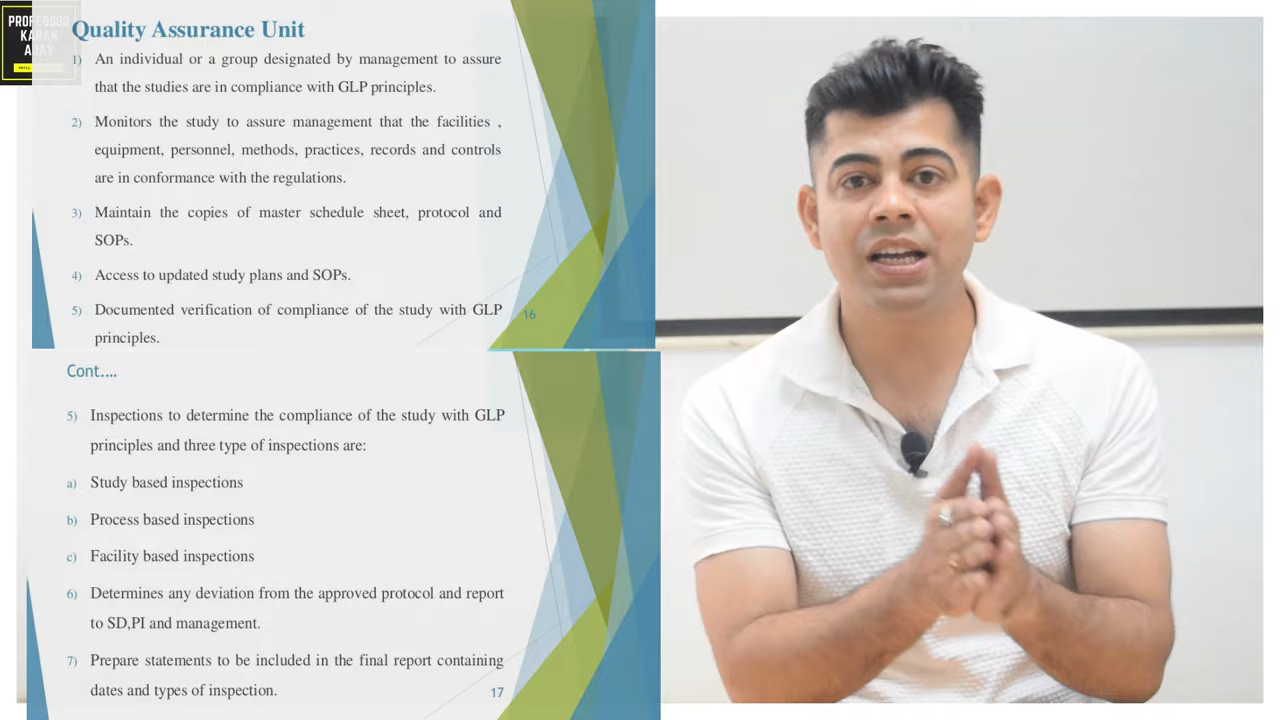 PROFESSOR
KARAN
AJAY
Quality Assurance Unit
1) An individual or a group designated by management to assure
that the studies are in compliance with GLP principles.
2) Monitors the study to assure management that the facilities ,
equipment, personnel, methods, practices, records and controls
are in conformance with the regulations.
3) Maintain the copies of master schedule sheet, protocol and
SOPs.
4) Access to updated study plans and SOPs.
5) Documented verification of compliance of the study with GLP
principles.
16
Cont....
5) Inspections to determine the compliance of the study with GLP
principles and three type of inspections are:
a) Study based inspections
b) Process based inspections
c) Facility based inspections
6) Determines any deviation from the approved protocol and report
to SD,PI and management.
7) Prepare statements to be included in the final report containing
dates and types of inspection.
17